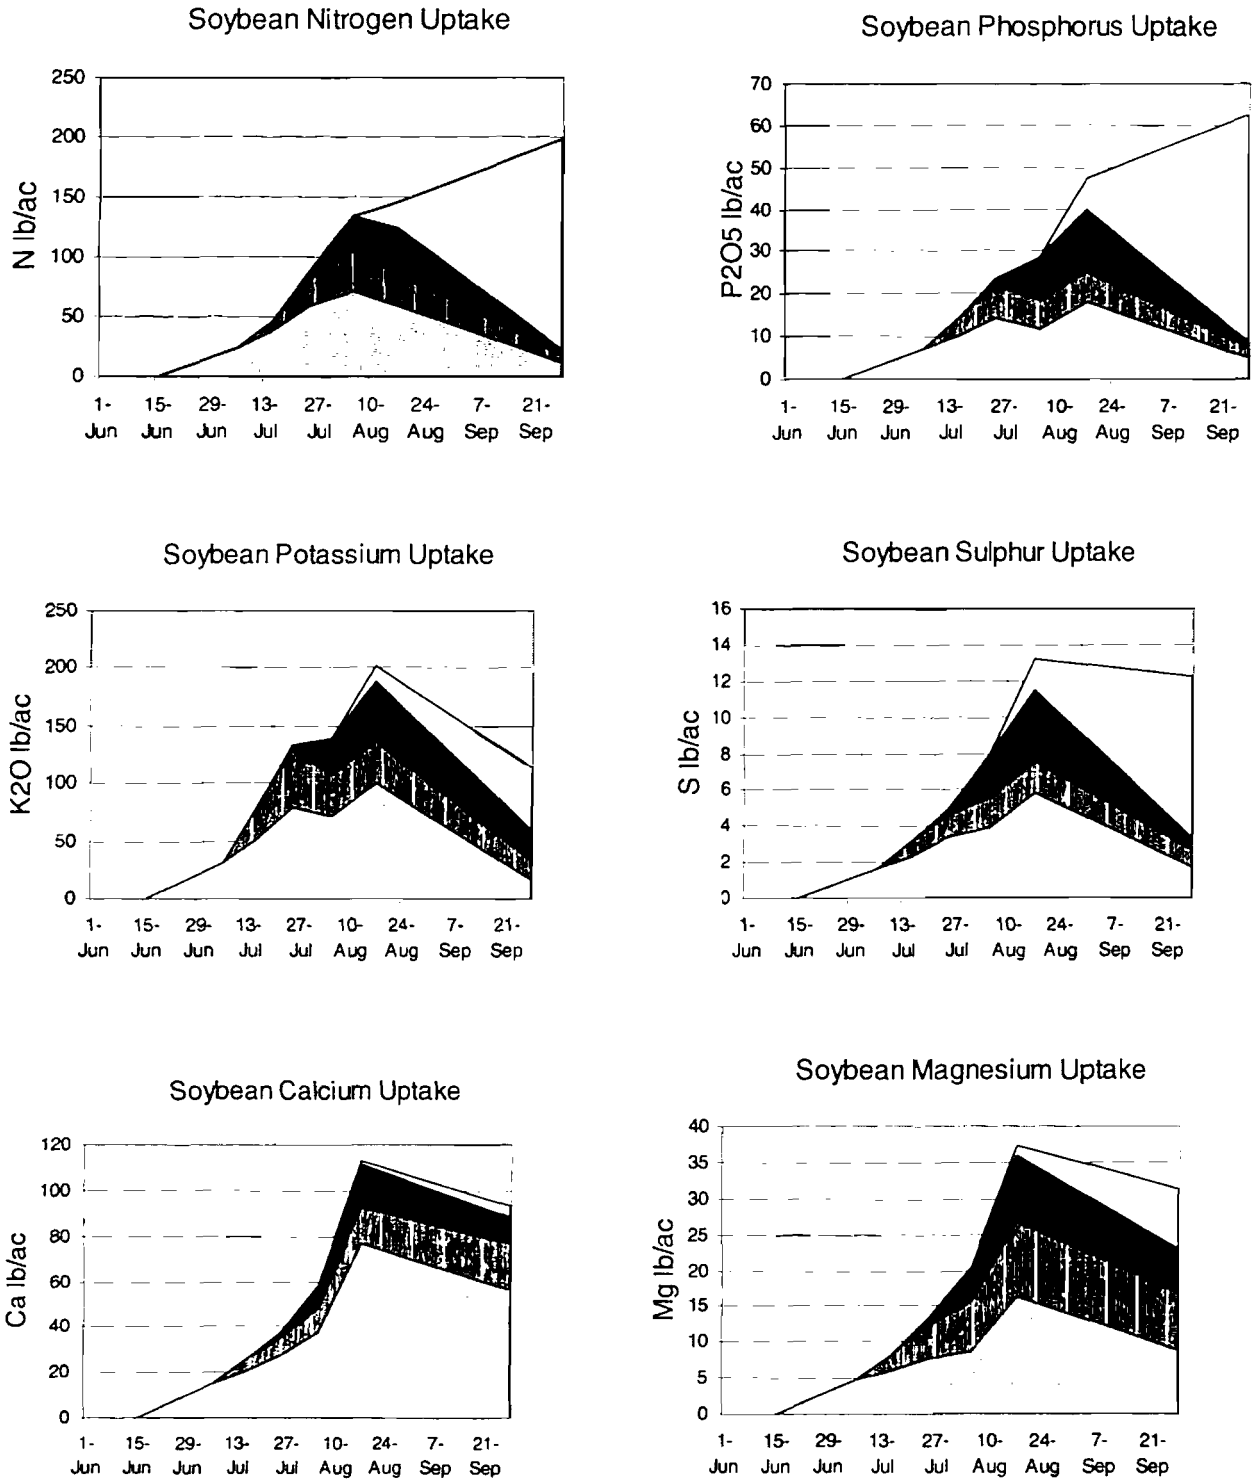 Soybean Nitrogen Uptake
N lb/ac
250
200
150
100
50
0
1- 15- 29- 13- 27- 10- 24- 7- 21-
Jun Jun Jun Jul Jul Aug Aug Sep Sep
Soybean Phosphorus Uptake
P2O5 lb/ac
70
60
50
40
30
20
10
0
1- 15- 29- 13- 27- 10- 24- 7- 21-
Jun Jun Jun Jul Jul Aug Aug Sep Sep
Soybean Potassium Uptake
K2O lb/ac
250
200
150
100
50
0
1- 15- 29- 13- 27- 10- 24- 7- 21-
Jun Jun Jun Jul Jul Aug Aug Sep Sep
Soybean Sulphur Uptake
S lb/ac
16
14
12
10
8
6
4
2
0
1- 15- 29- 13- 27- 10- 24- 7- 21-
Jun Jun Jun Jul Jul Aug Aug Sep Sep
Soybean Calcium Uptake
Ca lb/ac
120
100
80
60
40
20
0
1- 15- 29- 13- 27- 10- 24- 7- 21-
Jun Jun Jun Jul Jul Aug Aug Sep Sep
Soybean Magnesium Uptake
Mg lb/ac
40
35
30
25
20
15
10
5
0
1- 15- 29- 13- 27- 10- 24- 7- 21-
Jun Jun Jun Jul Jul Aug Aug Sep Sep